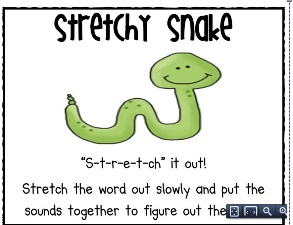 Stretchy Snake
"S-t-r-e-t-ch" it out!
Stretch the word out slowly and put the
sounds together to figure out the